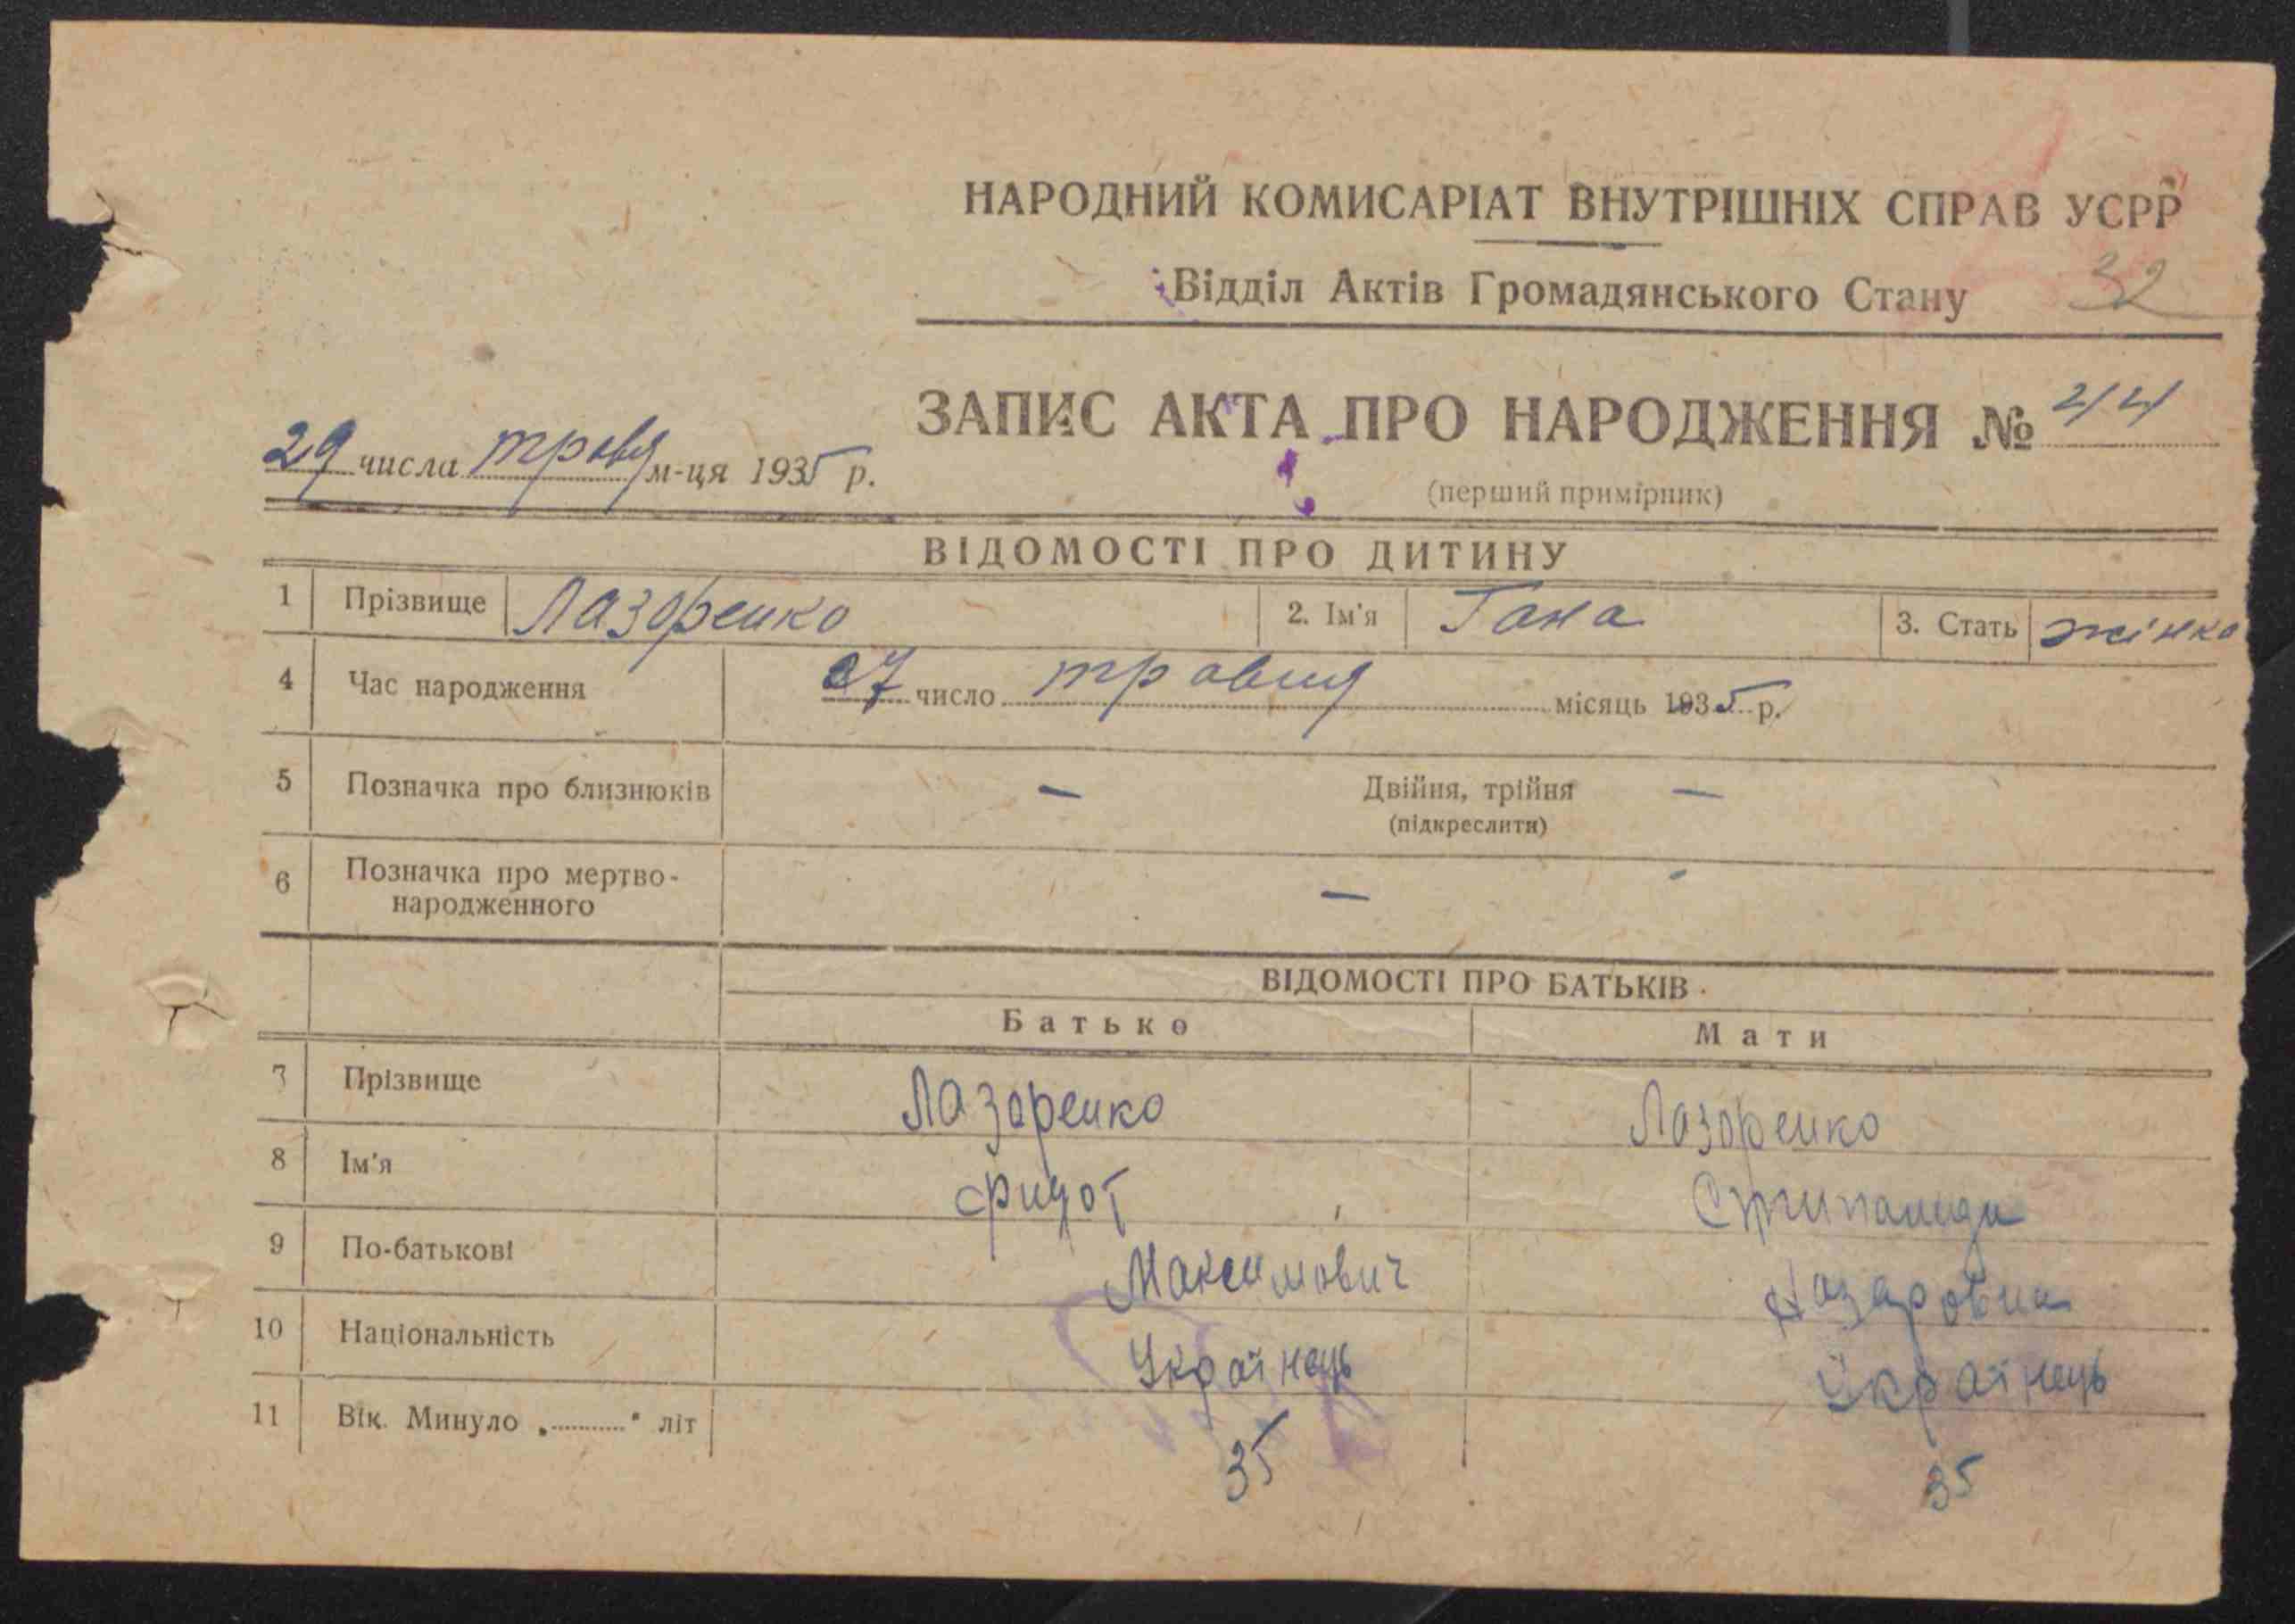 НАРОДНИЙ КОМИСАРІАТ ВНУТРІШНІХ СПРАВ УСРР
Відділ Актів Громадянського Стану 32
ЗАПИС АКТА ПРО НАРОДЖЕННЯ № 44
29 числа травня м-ця 1935 р.
(перший примірник)
ВІДОМОСТІ ПРО ДИТИНУ
1 Прізвище Лазоренко 2. Ім'я Гана 3. Стать жінка
4 Час народження 27 число травня місяць 1935 р.
5 Позначка про близнюків — Двійня, трійня —
(підкреслити)
6 Позначка про мертво-
народженного —
ВІДОМОСТІ ПРО БАТЬКІВ
Батько Мати
7 Прізвище Лазоренко Лазоренко
8 Ім'я Фидот
9 По-батькові Максимович Назаровна
10 Національність Українець Українець
11 Вік. Минуло „..........“ літ 35 35